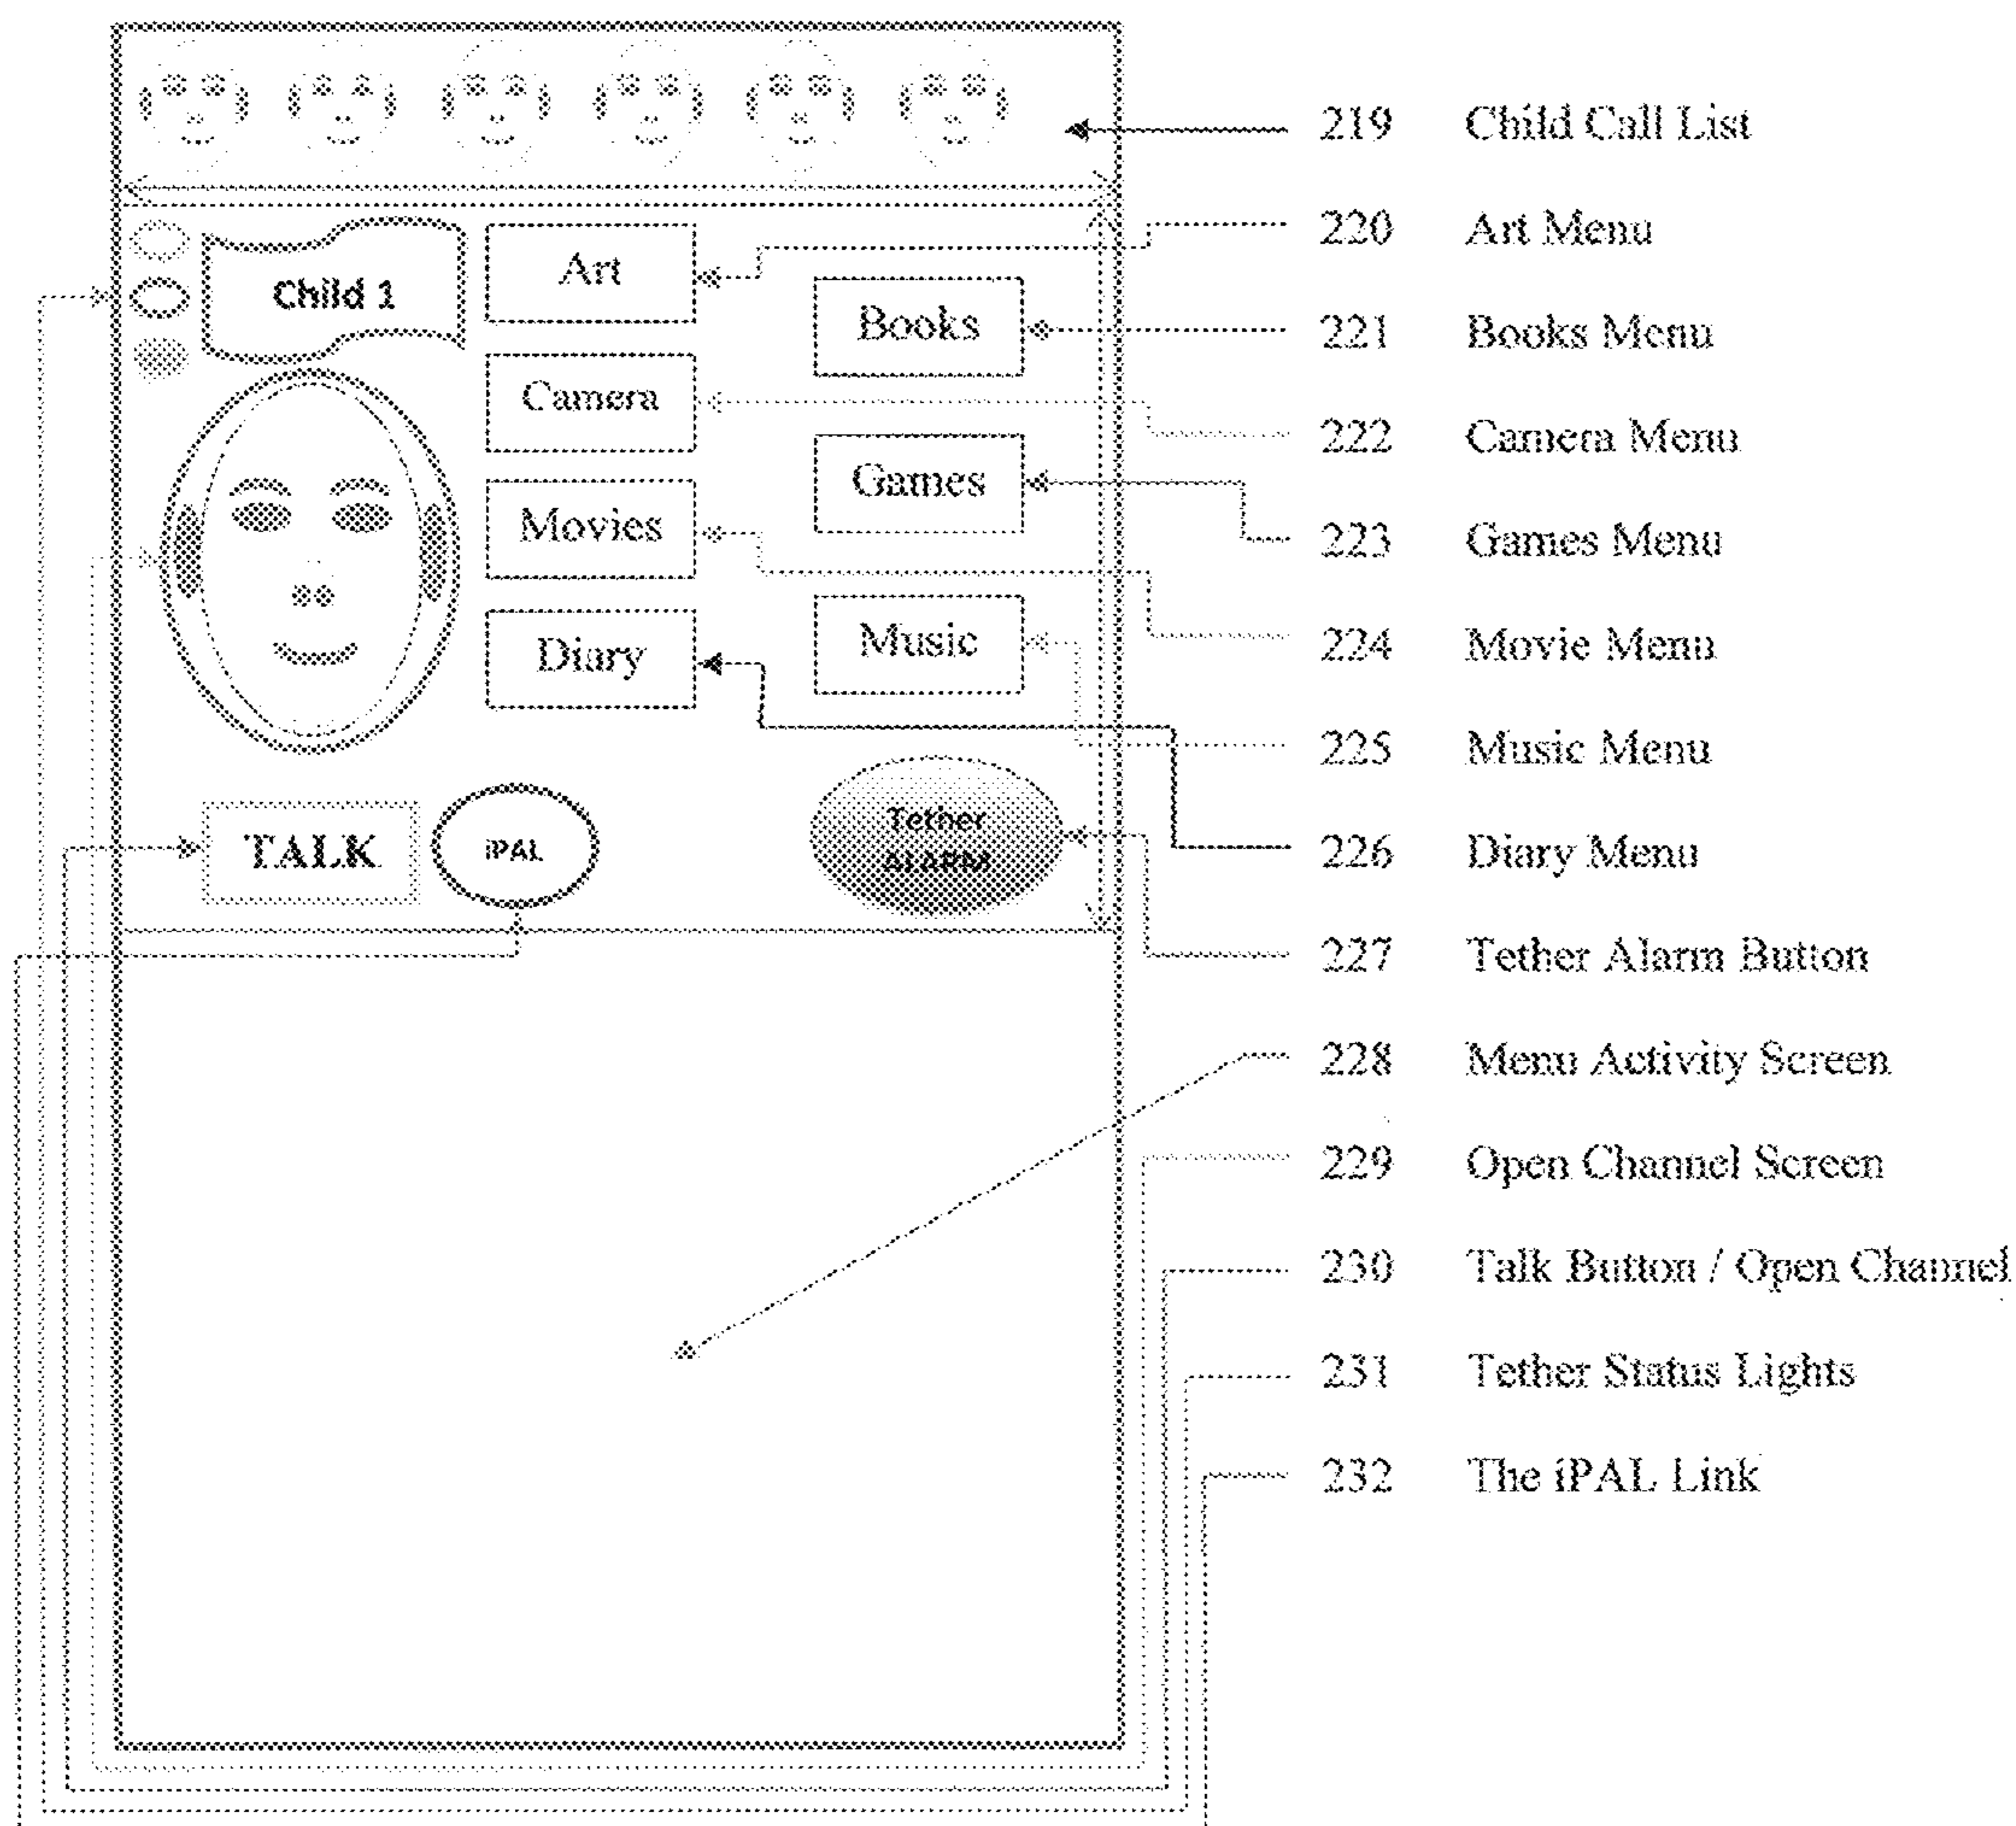 219 Child Call List
220 Art Menu
221 Books Menu
222 Camera Menu
223 Games Menu
224 Movie Menu
225 Music Menu
226 Diary Menu
227 Tether Alarm Button
228 Menu Activity Screen
229 Open Channel Screen
230 Talk Button / Open Channel
231 Tether Status Lights
232 The iPAL Link
Child 1
Art
Books
Camera
Games
Movies
Music
Diary
TALK
iPAL
Tether
ALARM